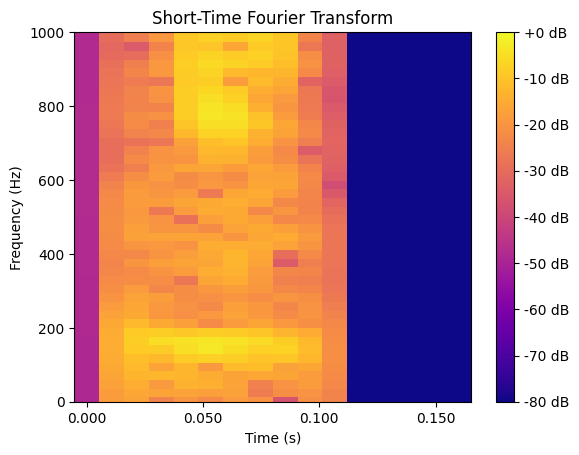 Short-Time Fourier Transform
1000
800
600
400
200
0
Frequency (Hz)
0.000
0.050
0.100
0.150
Time (s)
+0 dB
-10 dB
-20 dB
-30 dB
-40 dB
-50 dB
-60 dB
-70 dB
-80 dB